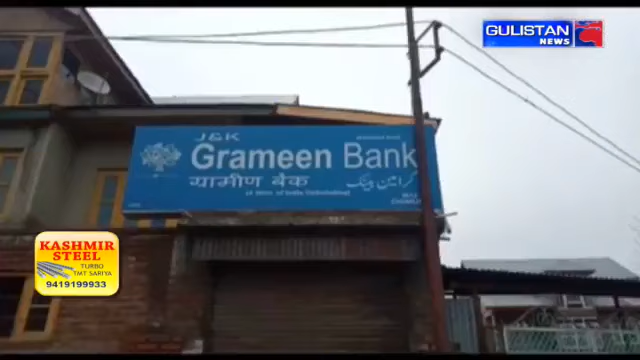 GULISTAN
NEWS
J&K
Grameen Bank
ग्रामीण बैंक
گرامین بینک
KASHMIR
STEEL
TURBO
TMT SARIYA
9419199933